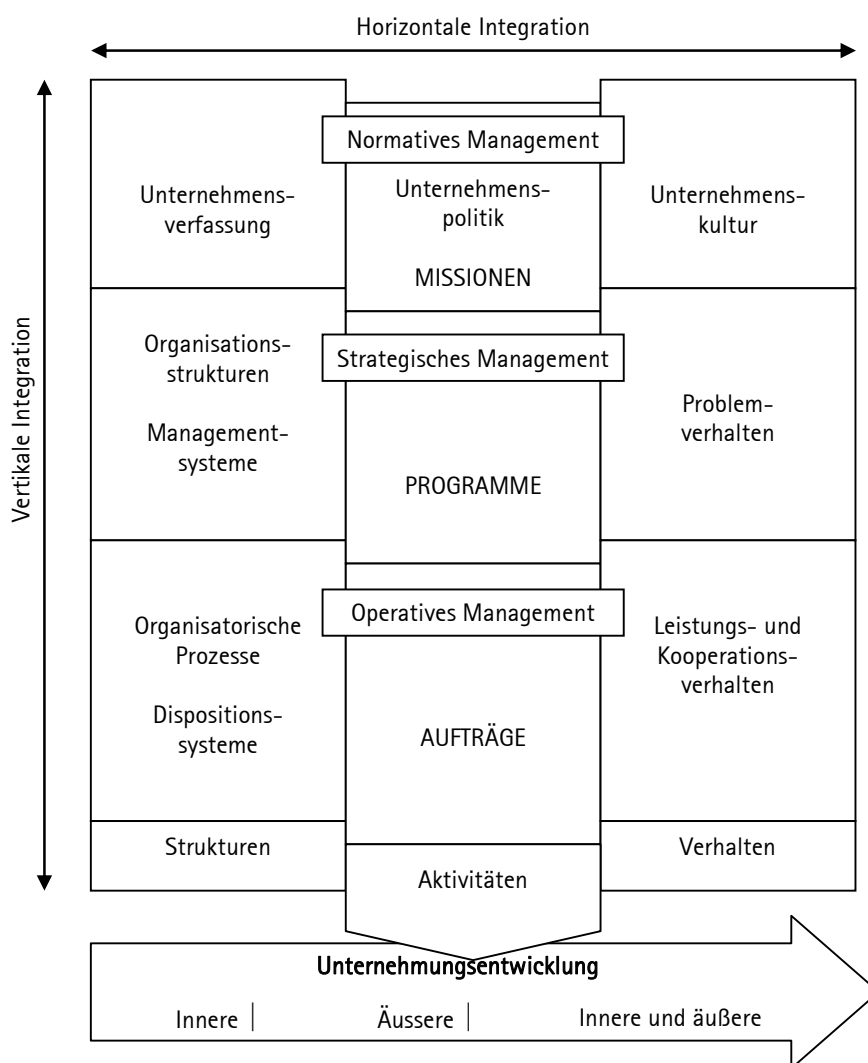 Horizontale Integration
Vertikale Integration
Normatives Management
Unternehmens-
verfassung
Unternehmens-
politik
MISSIONEN
Unternehmens-
kultur
Strategisches Management
Organisations-
strukturen
Management-
systeme
PROGRAMME
Problem-
verhalten
Operatives Management
Organisatorische
Prozesse
Dispositions-
systeme
AUFTRÄGE
Leistungs- und
Kooperations-
verhalten
Strukturen
Aktivitäten
Verhalten
Unternehmungsentwicklung
Innere
Äussere
Innere und äußere